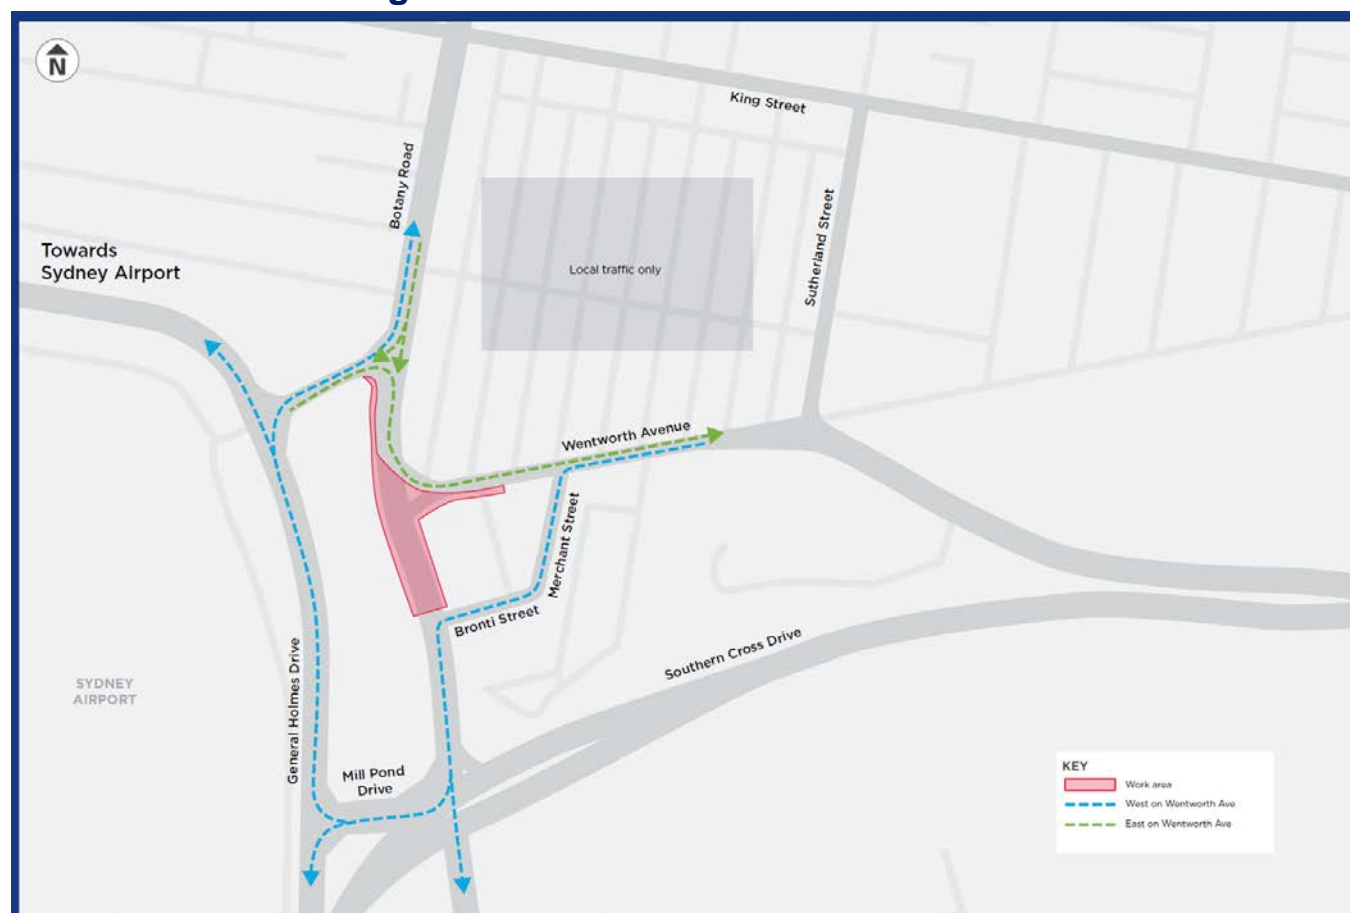 N
King Street
Botany Road
Towards
Sydney Airport
Local traffic only
Sutherland Street
Wentworth Avenue
Merchant Street
Bronti Street
Southern Cross Drive
General Holmes Drive
SYDNEY
AIRPORT
Mill Pond
Drive
KEY
Work area
West on Wentworth Ave
East on Wentworth Ave